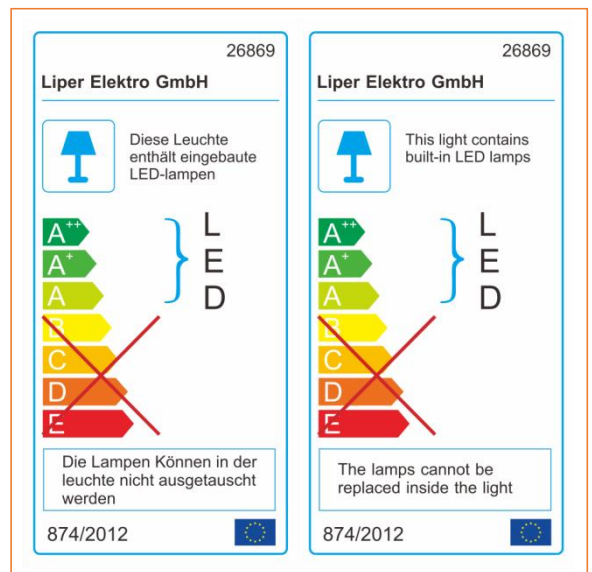 26869
Liper Elektro GmbH
Diese Leuchte
enthält eingebaute
LED-lampen
A++
A+
A
B
C
D
E
L
E
D
Die Lampen Können in der
leuchte nicht ausgetauscht
werden
874/2012
26869
Liper Elektro GmbH
This light contains
built-in LED lamps
A++
A+
A
B
C
D
E
L
E
D
The lamps cannot be
replaced inside the light
874/2012